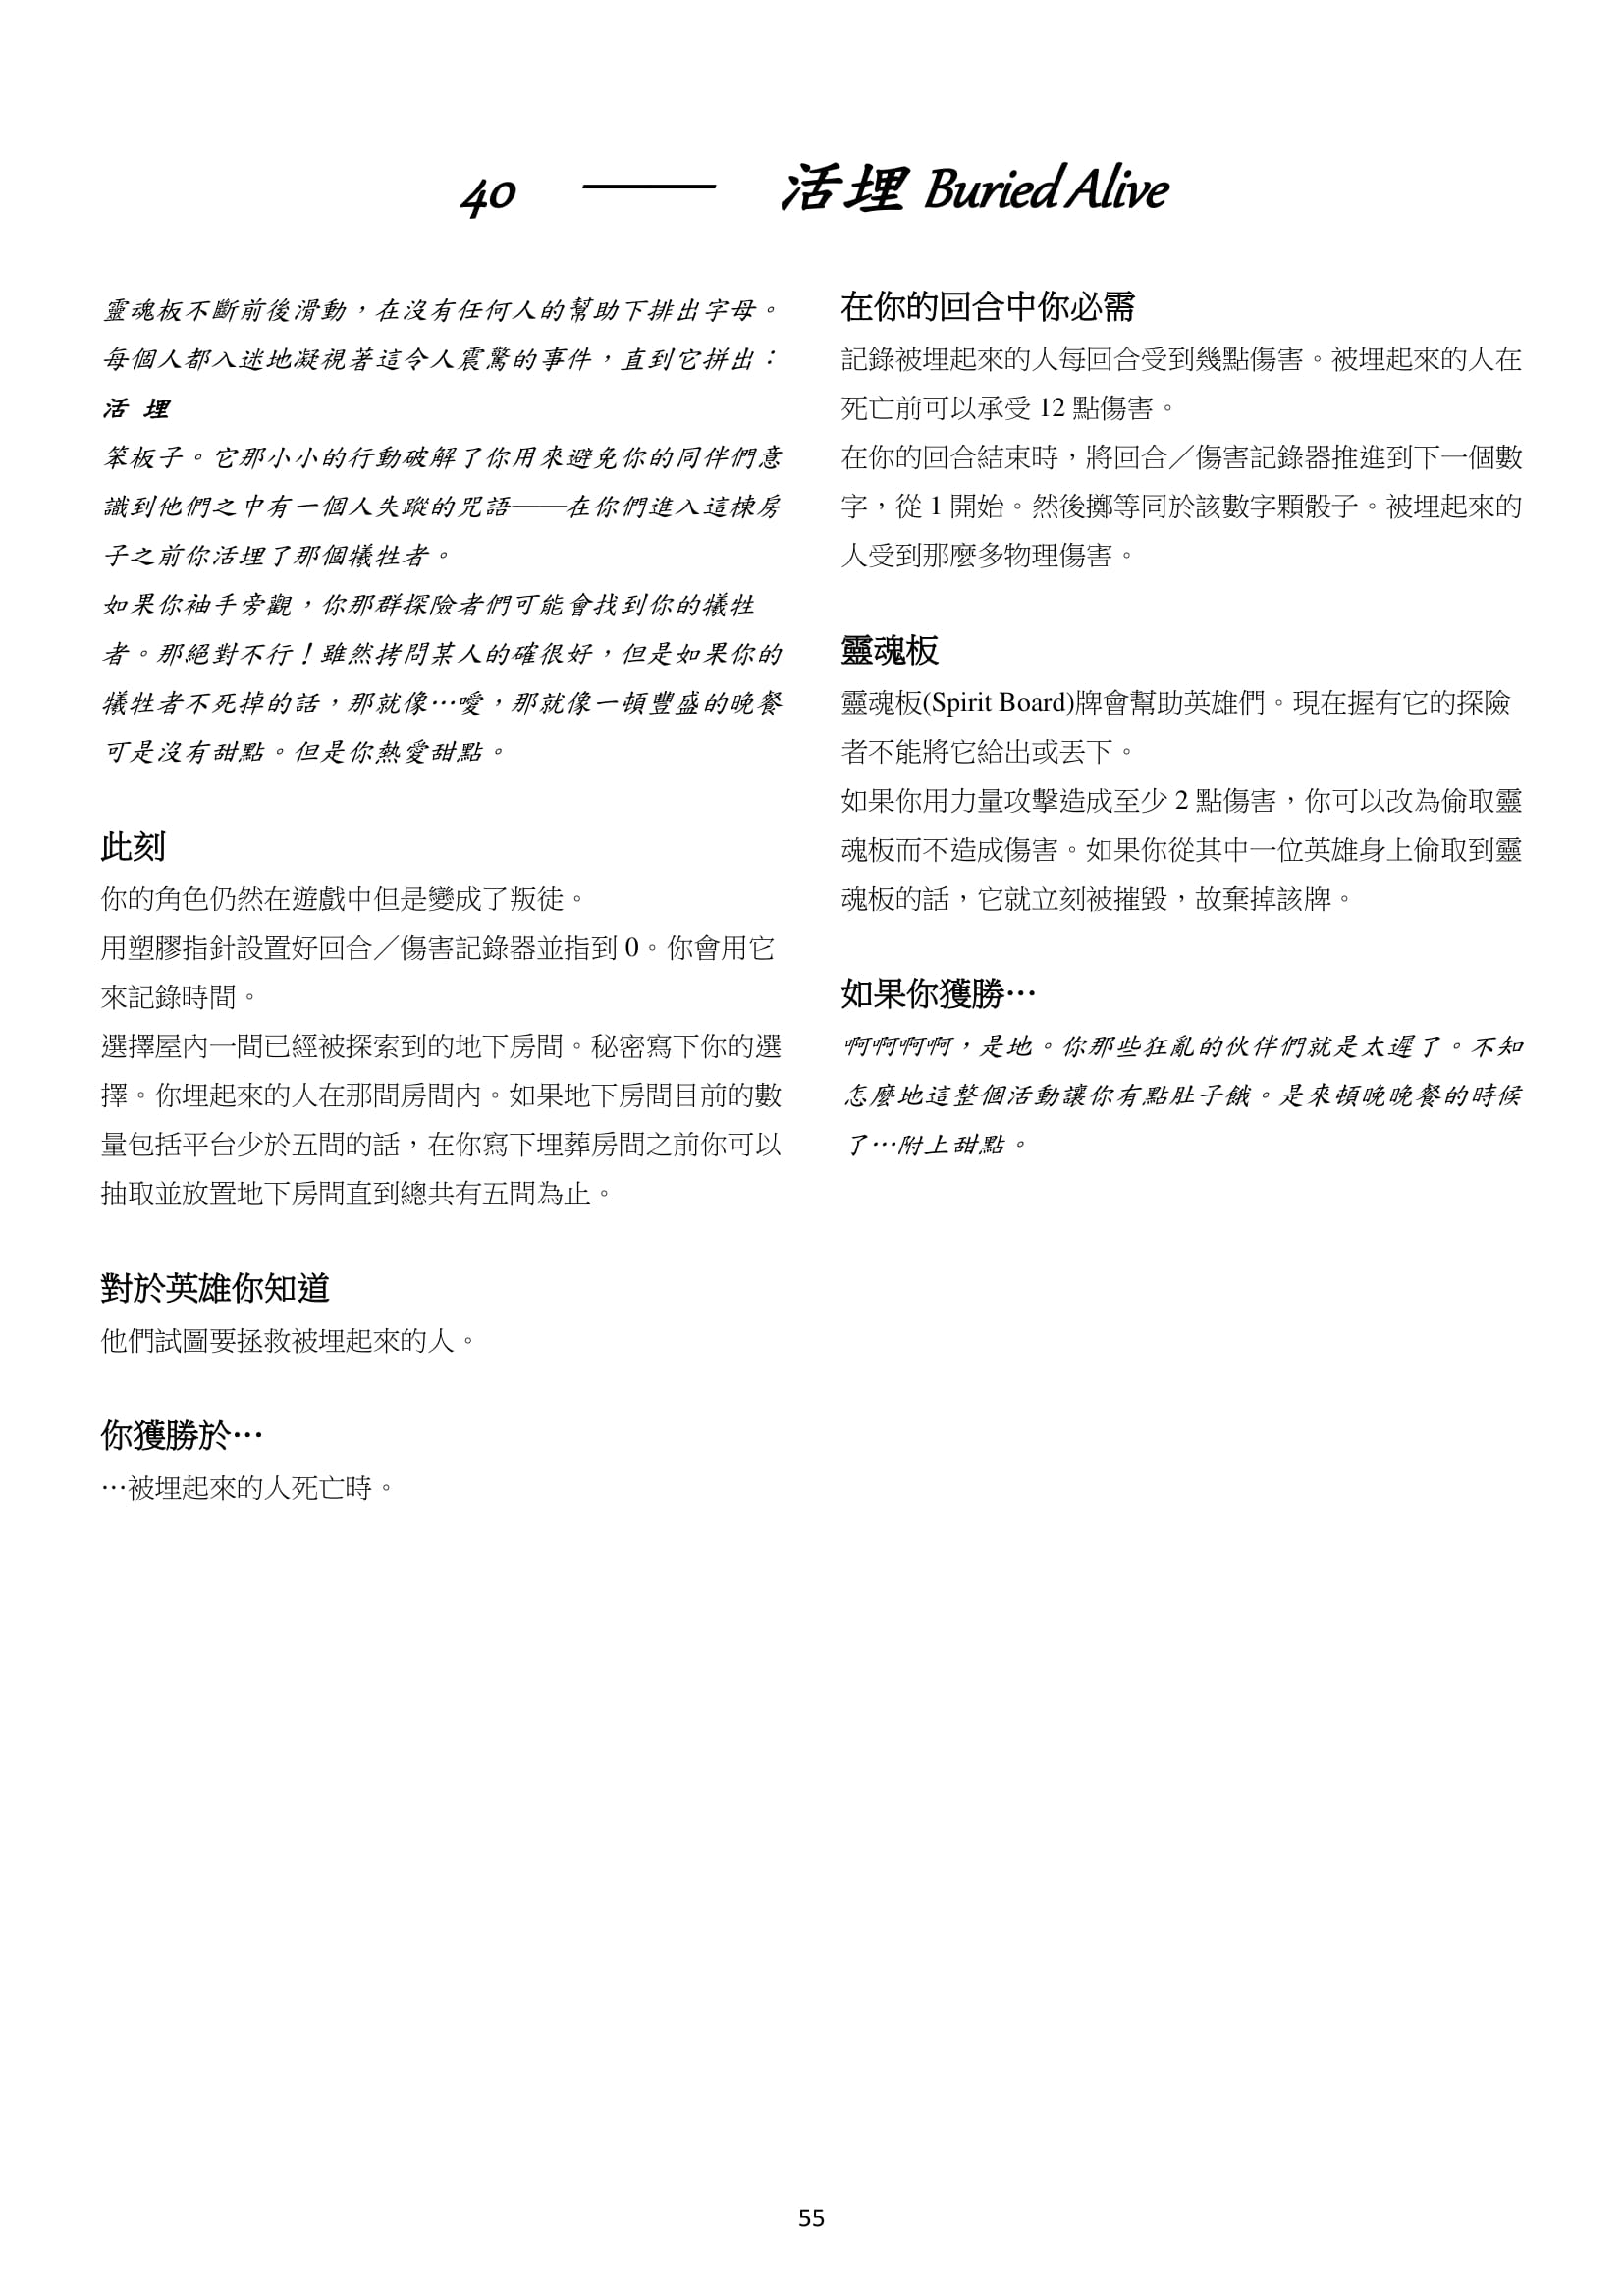 40 —— 活埋 Buried Alive
靈魂板不斷前後滑動，在沒有任何人的幫助下排出字母。
每個人都入迷地凝視著這令人震驚的事件，直到它拼出：
活 埋
笨板子。它那小小的行動破解了你用來避免你的同伴們意
識到他們之中有一個人失蹤的咒語──在你們進入這棟房
子之前你活埋了那個犧牲者。
如果你袖手旁觀，你那群探險者們可能會找到你的犧牲
者。那絕對不行！雖然拷問某人的確很好，但是如果你的
犧牲者不死掉的話，那就像…噯，那就像一頓豐盛的晚餐
可是沒有甜點。但是你熱愛甜點。
此刻
你的角色仍然在遊戲中但是變成了叛徒。
用塑膠指針設置好回合／傷害記錄器並指到 0。你會用它
來記錄時間。
選擇屋內一間已經被探索到的地下房間。秘密寫下你的選
擇。你埋起來的人在那間房間內。如果地下房間目前的數
量包括平台少於五間的話，在你寫下埋葬房間之前你可以
抽取並放置地下房間直到總共有五間為止。
對於英雄你知道
他們試圖要拯救被埋起來的人。
你獲勝於…
…被埋起來的人死亡時。
在你的回合中你必需
記錄被埋起來的人每回合受到幾點傷害。被埋起來的人在
死亡前可以承受 12 點傷害。
在你的回合結束時，將回合／傷害記錄器推進到下一個數
字，從 1 開始。然後擲等同於該數字顆骰子。被埋起來的
人受到那麼多物理傷害。
靈魂板
靈魂板(Spirit Board)牌會幫助英雄們。現在握有它的探險
者不能將它給出或丟下。
如果你用力量攻擊造成至少 2 點傷害，你可以改為偷取靈
魂板而不造成傷害。如果你從其中一位英雄身上偷取到靈
魂板的話，它就立刻被摧毀，故棄掉該牌。
如果你獲勝…
啊啊啊啊，是地。你那些狂亂的伙伴們就是太遲了。不知
怎麼地這整個活動讓你有點肚子餓。是來頓晚晚餐的時候
了…附上甜點。
55